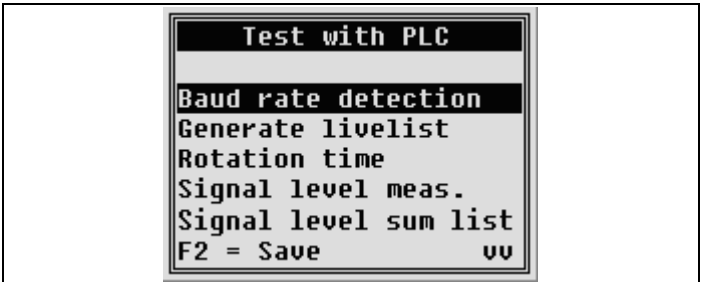 Test with PLC
Baud rate detection
Generate livelist
Rotation time
Signal level meas.
Signal level sum list
F2 = Save vv